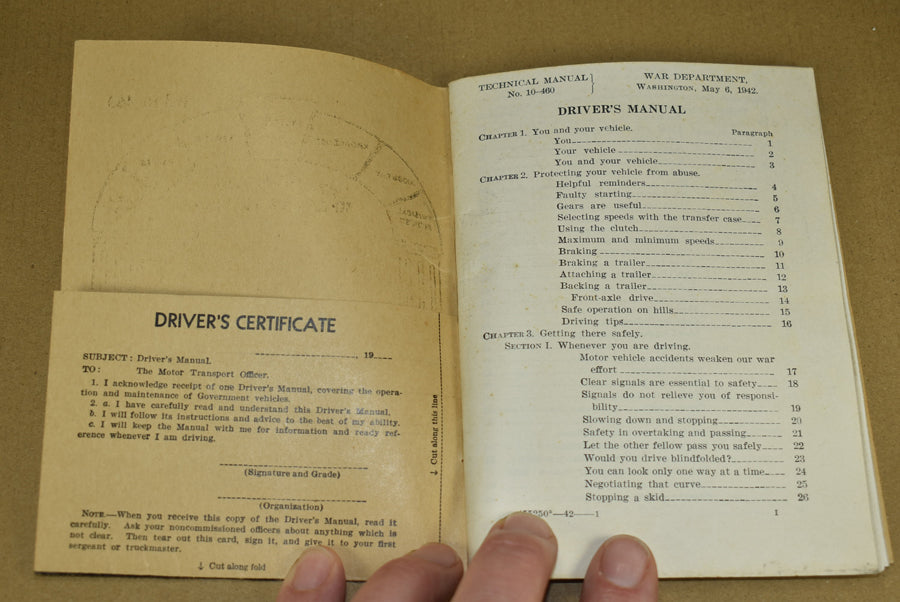 DRIVER'S CERTIFICATE
19
SUBJECT: Driver's Manual.
TO: The Motor Transport Officer.
1. I acknowledge receipt of one Driver's Manual, covering the opera-
tion and maintenance of Government vehicles.
2. a. I have carefully read and understand this Driver's Manual.
b. I will follow its instructions and advice to the best of my ability.
c. I will keep the Manual with me for information and ready ref-
erence whenever I am driving.
(Signature and Grade)
(Organization)
NOTE.—When you receive this copy of the Driver's Manual, read it
carefully. Ask your noncommissioned officers about anything which is
not clear. Then tear out this card, sign it, and give it to your first
sergeant or truckmaster.
↓ Cut along fold
↓ Cut along this line
TECHNICAL MANUAL
No. 10-460
WAR DEPARTMENT,
WASHINGTON, May 6, 1942.
DRIVER'S MANUAL
CHAPTER 1. You and your vehicle. Paragraph
You 1
Your vehicle 2
You and your vehicle 3
CHAPTER 2. Protecting your vehicle from abuse.
Helpful reminders 4
Faulty starting 5
Gears are useful 6
Selecting speeds with the transfer case 7
Using the clutch 8
Maximum and minimum speeds 9
Braking 10
Braking a trailer 11
Attaching a trailer 12
Backing a trailer 13
Front-axle drive 14
Safe operation on hills 15
Driving tips 16
CHAPTER 3. Getting there safely.
SECTION I. Whenever you are driving.
Motor vehicle accidents weaken our war
effort 17
Clear signals are essential to safety 18
Signals do not relieve you of responsi-
bility 19
Slowing down and stopping 20
Safety in overtaking and passing 21
Let the other fellow pass you safely 22
Would you drive blindfolded? 23
You can look only one way at a time 24
Negotiating that curve 25
Stopping a skid 26
—42——1 1